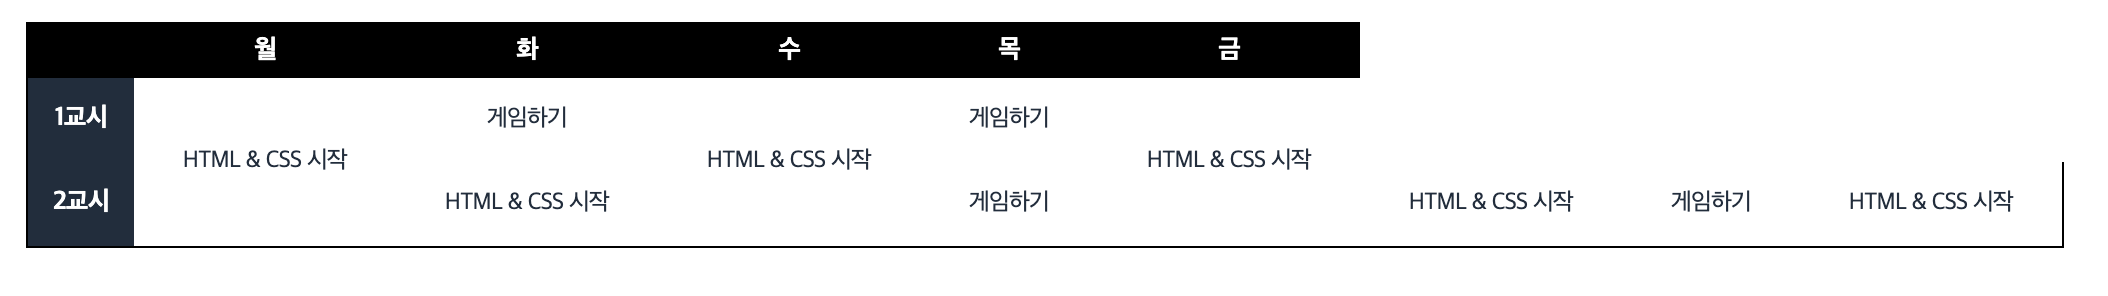 월 화 수 목 금
1교시 게임하기 게임하기
HTML & CSS 시작 HTML & CSS 시작 HTML & CSS 시작
2교시 HTML & CSS 시작 게임하기 HTML & CSS 시작 게임하기 HTML & CSS 시작